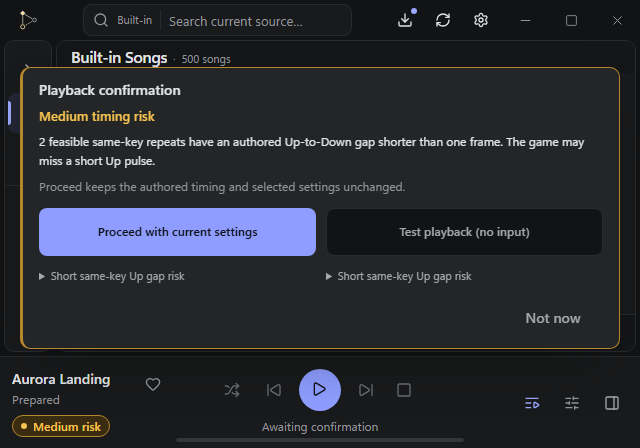 Built-in
Search current source...
Built-in Songs · 500 songs
Playback confirmation
Medium timing risk
2 feasible same-key repeats have an authored Up-to-Down gap shorter than one frame. The game may
miss a short Up pulse.
Proceed keeps the authored timing and selected settings unchanged.
Proceed with current settings
Test playback (no input)
Short same-key Up gap risk
Short same-key Up gap risk
Not now
Aurora Landing
Prepared
Medium risk
Awaiting confirmation